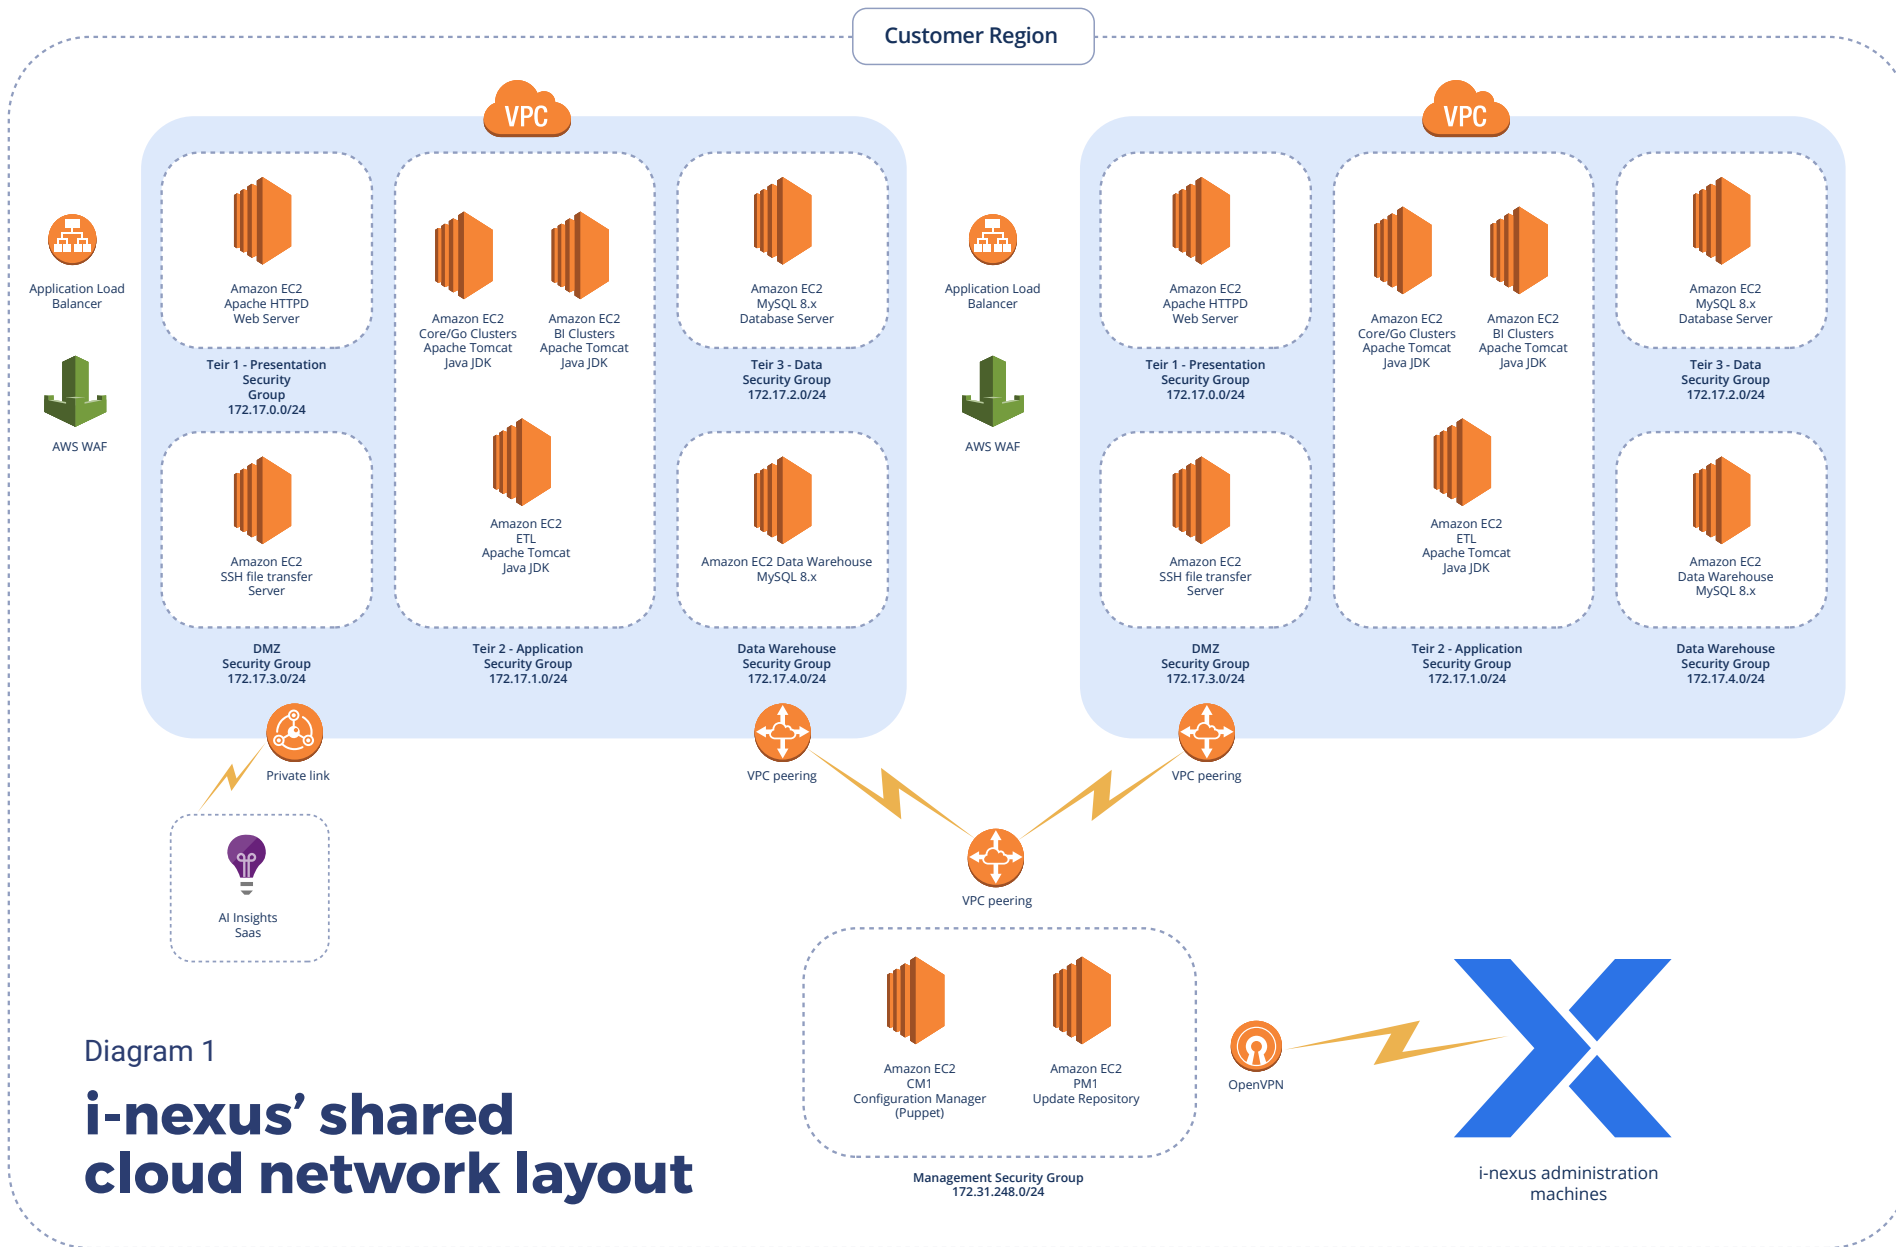 Customer Region
VPC
VPC
Application Load
Balancer
AWS WAF
Amazon EC2
Apache HTTPD
Web Server
Teir 1 - Presentation
Security
Group
172.17.0.0/24
Amazon EC2
Core/Go Clusters
Apache Tomcat
Java JDK
Amazon EC2
BI Clusters
Apache Tomcat
Java JDK
Amazon EC2
MySQL 8.x
Database Server
Teir 3 - Data
Security Group
172.17.2.0/24
Amazon EC2
SSH file transfer
Server
DMZ
Security Group
172.17.3.0/24
Amazon EC2
ETL
Apache Tomcat
Java JDK
Teir 2 - Application
Security Group
172.17.1.0/24
Amazon EC2 Data Warehouse
MySQL 8.x
Data Warehouse
Security Group
172.17.4.0/24
Application Load
Balancer
AWS WAF
Amazon EC2
Apache HTTPD
Web Server
Teir 1 - Presentation
Security Group
172.17.0.0/24
Amazon EC2
Core/Go Clusters
Apache Tomcat
Java JDK
Amazon EC2
BI Clusters
Apache Tomcat
Java JDK
Amazon EC2
MySQL 8.x
Database Server
Teir 3 - Data
Security Group
172.17.2.0/24
Amazon EC2
SSH file transfer
Server
DMZ
Security Group
172.17.3.0/24
Amazon EC2
ETL
Apache Tomcat
Java JDK
Teir 2 - Application
Security Group
172.17.1.0/24
Amazon EC2
Data Warehouse
MySQL 8.x
Data Warehouse
Security Group
172.17.4.0/24
Private link
VPC peering
VPC peering
VPC peering
AI Insights
Saas
Amazon EC2
CM1
Configuration Manager
(Puppet)
Amazon EC2
PM1
Update Repository
Management Security Group
172.31.248.0/24
OpenVPN
i-nexus administration
machines
Diagram 1
i-nexus’ shared
cloud network layout